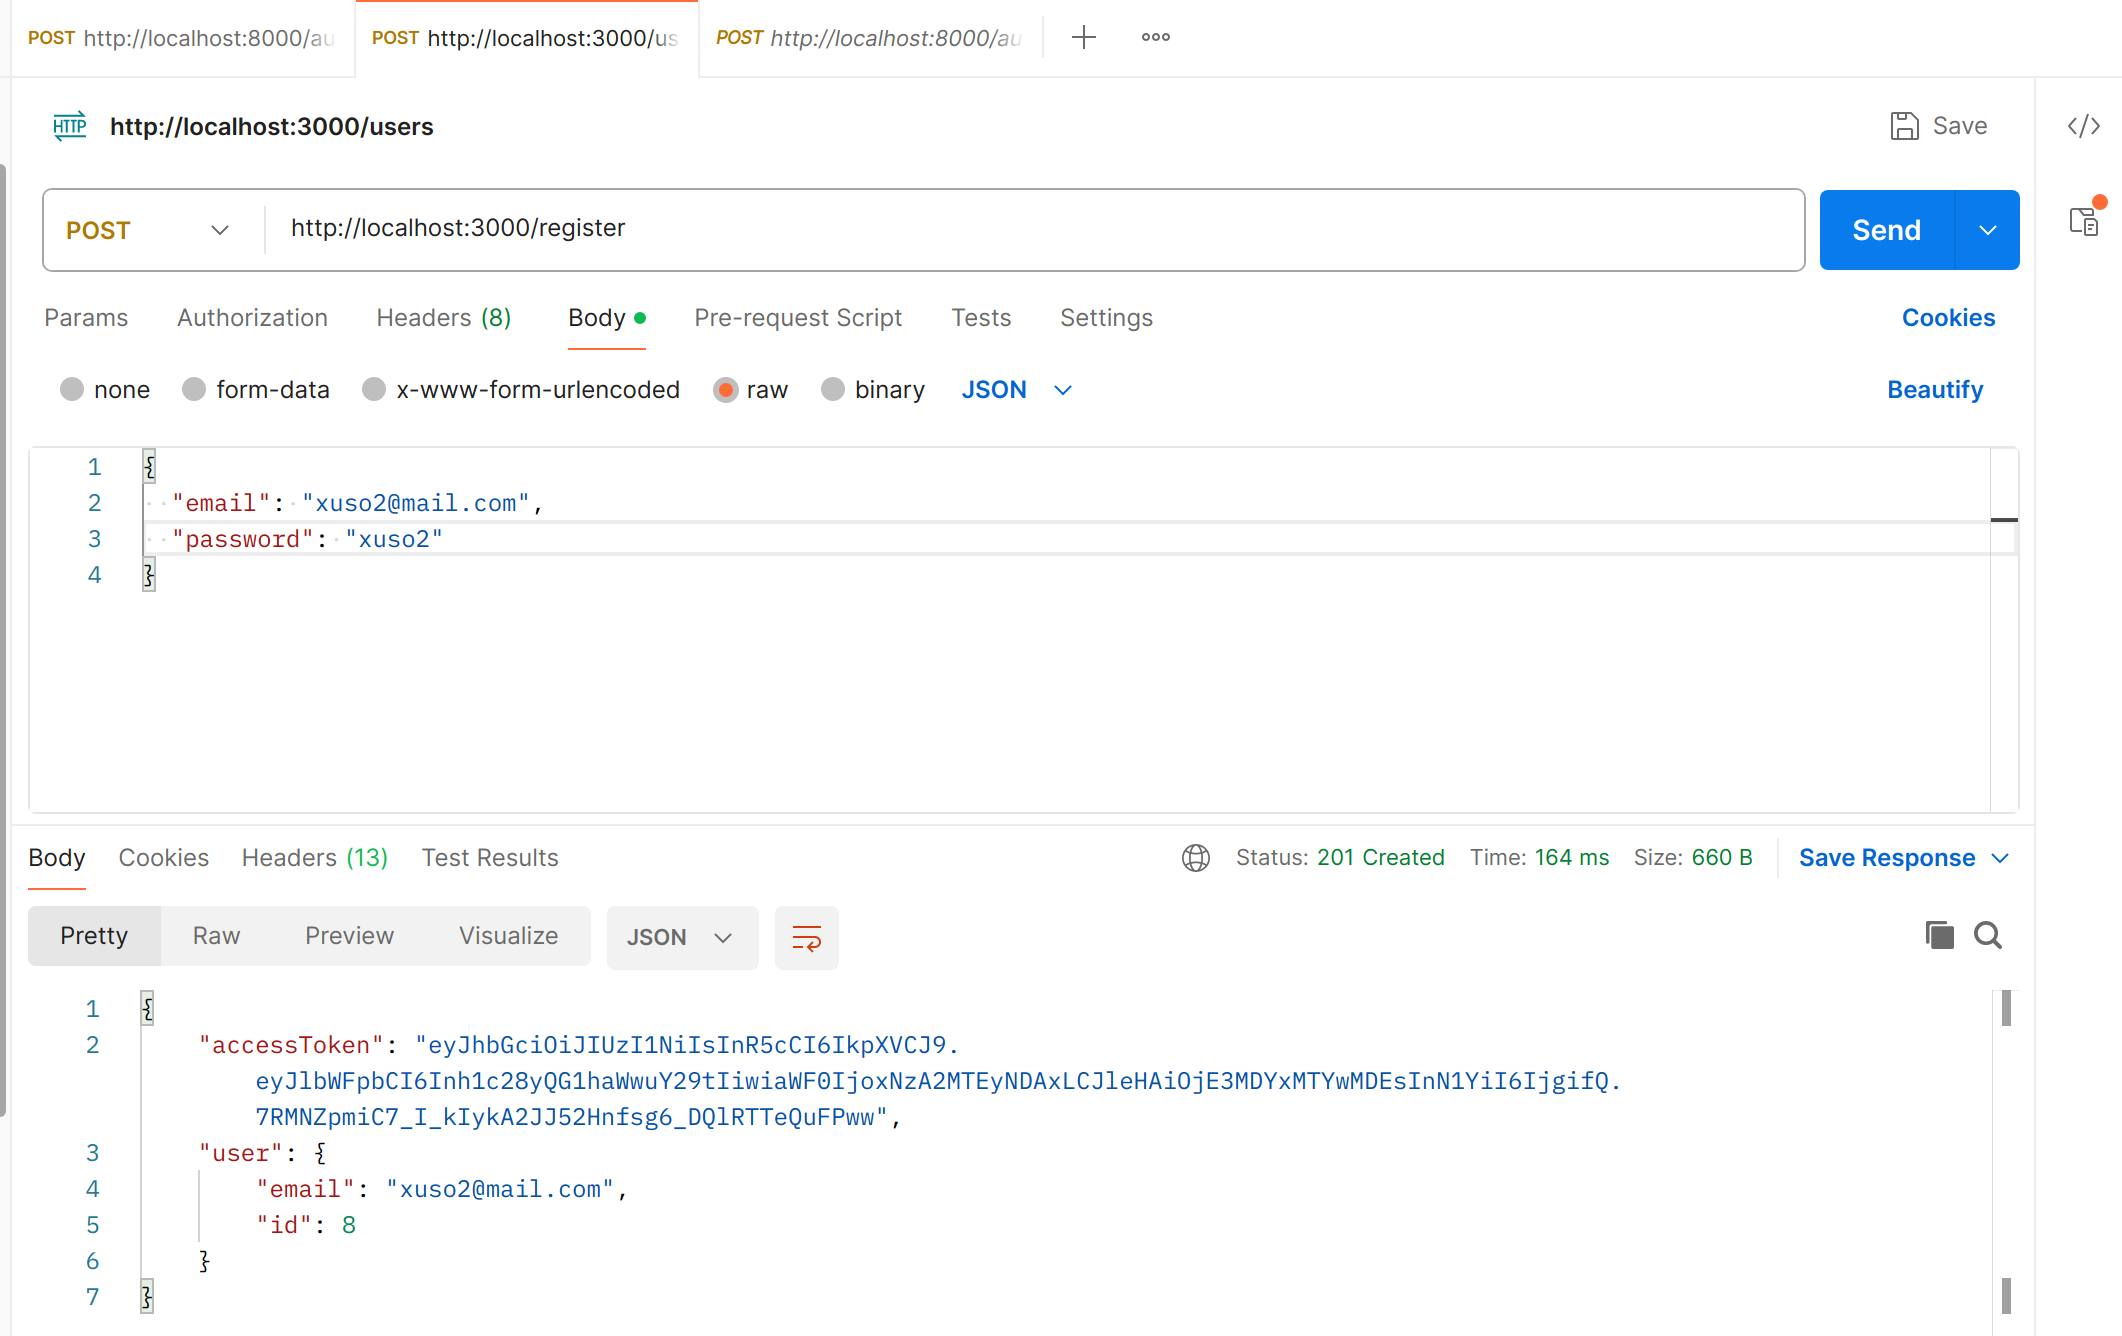 POST http://localhost:8000/au POST http://localhost:3000/us POST http://localhost:8000/au
HTTP http://localhost:3000/users Save
POST http://localhost:3000/register Send
Params Authorization Headers (8) Body Pre-request Script Tests Settings Cookies
none form-data x-www-form-urlencoded raw binary JSON Beautify
1 {
2 "email": "xuso2@mail.com",
3 "password": "xuso2"
4 }
Body Cookies Headers (13) Test Results Status: 201 Created Time: 164 ms Size: 660 B Save Response
Pretty Raw Preview Visualize JSON
1 {
2 "accessToken": "eyJhbGciOiJIUzI1NiIsInR5cCI6IkpXVCJ9.
eyJlbWFpbCI6Inh1c28yQG1haWwuY29tIiwiaWF0IjoxNzA2MTEyNDAxLCJleHAiOjE3MDYxMTYwMDEsInN1YiI6IjgifQ.
7RMNZpmiC7_I_kIykA2JJ52Hnfsg6_DQlRTTeQuFPww",
3 "user": {
4 "email": "xuso2@mail.com",
5 "id": 8
6 }
7 }